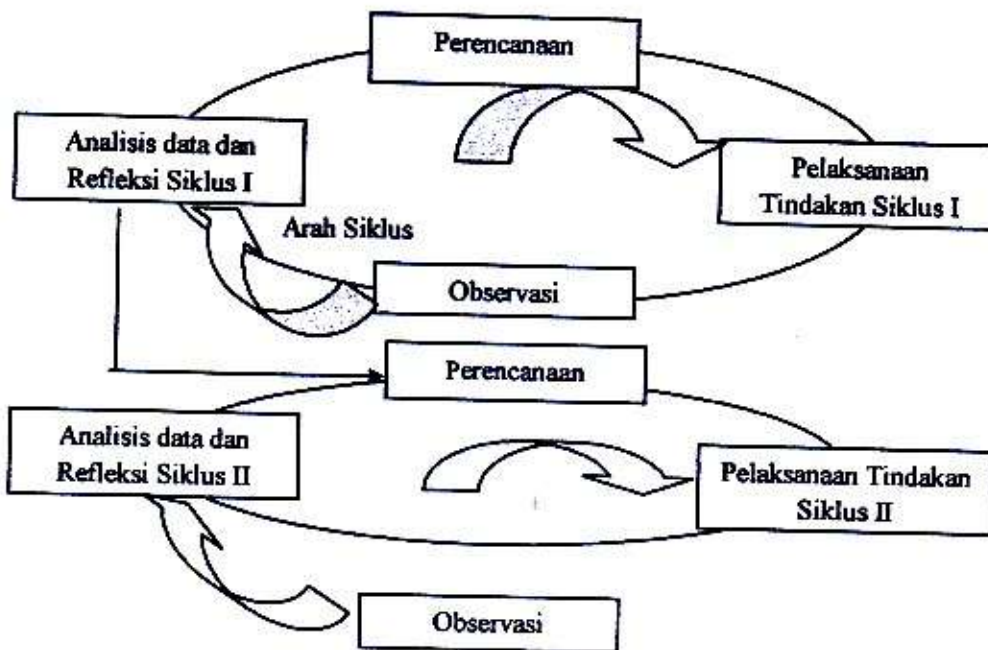 Perencanaan
Analisis data dan
Refleksi Siklus I
Pelaksanaan
Tindakan Siklus I
Arah Siklus
Observasi
Perencanaan
Analisis data dan
Refleksi Siklus II
Pelaksanaan Tindakan
Siklus II
Observasi